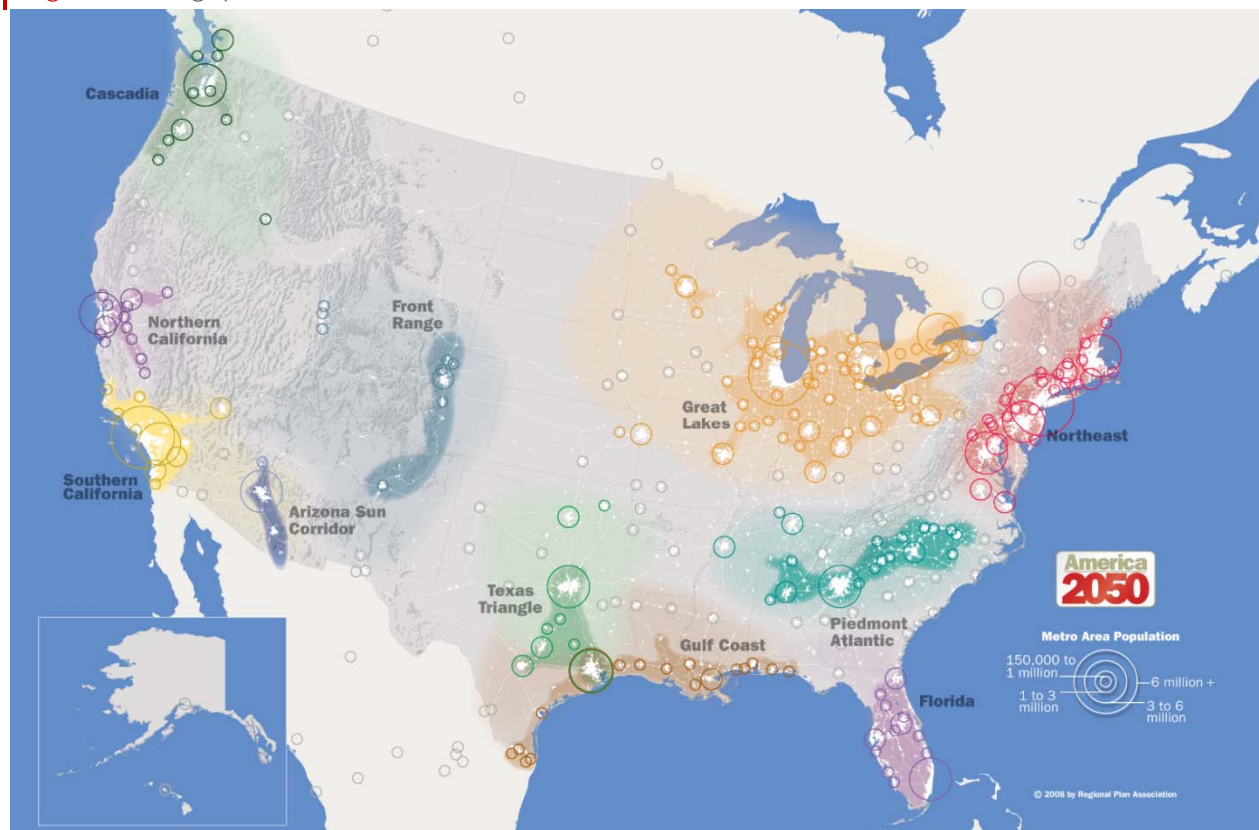 Cascadia
Northern
California
Southern
California
Arizona Sun
Corridor
Front
Range
Great
Lakes
Northeast
Texas
Triangle
Gulf Coast
Piedmont
Atlantic
Florida
America
2050
Metro Area Population
150,000 to
1 million
1 to 3
million
6 million +
3 to 6
million
© 2008 by Regional Plan Association